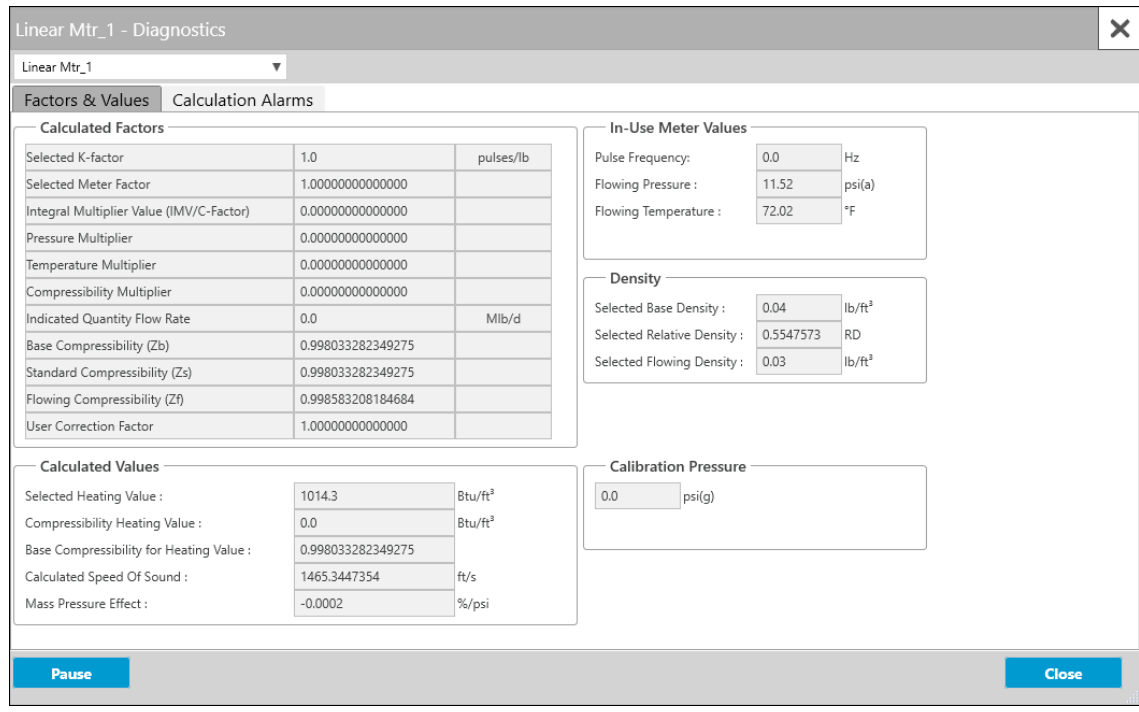 Linear Mtr_1 - Diagnostics
Linear Mtr_1
Factors & Values Calculation Alarms
Calculated Factors
Selected K-factor 1.0 pulses/lb
Selected Meter Factor 1.00000000000000
Integral Multiplier Value (IMV/C-Factor) 0.00000000000000
Pressure Multiplier 0.00000000000000
Temperature Multiplier 0.00000000000000
Compressibility Multiplier 0.00000000000000
Indicated Quantity Flow Rate 0.0 Mlb/d
Base Compressibility (Zb) 0.998033282349275
Standard Compressibility (Zs) 0.998033282349275
Flowing Compressibility (Zf) 0.998583208184684
User Correction Factor 1.00000000000000
In-Use Meter Values
Pulse Frequency: 0.0 Hz
Flowing Pressure : 11.52 psi(a)
Flowing Temperature : 72.02 °F
Density
Selected Base Density : 0.04 lb/ft³
Selected Relative Density : 0.5547573 RD
Selected Flowing Density : 0.03 lb/ft³
Calculated Values
Selected Heating Value : 1014.3 Btu/ft³
Compressibility Heating Value : 0.0 Btu/ft³
Base Compressibility for Heating Value : 0.998033282349275
Calculated Speed Of Sound : 1465.3447354 ft/s
Mass Pressure Effect : -0.0002 %/psi
Calibration Pressure
0.0 psi(g)
Pause Close